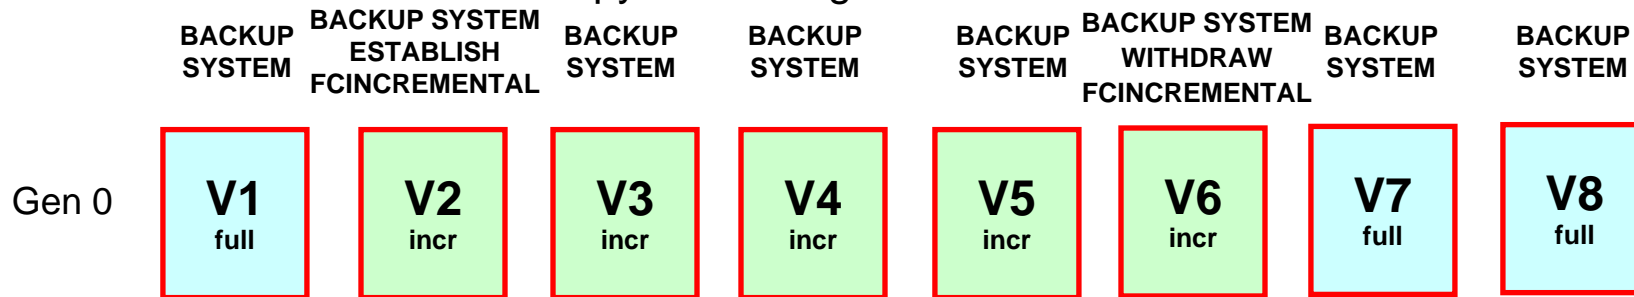 BACKUP
SYSTEM
BACKUP SYSTEM
ESTABLISH
FCINCREMENTAL
BACKUP
SYSTEM
BACKUP
SYSTEM
BACKUP
SYSTEM
BACKUP SYSTEM
WITHDRAW
FCINCREMENTAL
BACKUP
SYSTEM
BACKUP
SYSTEM
Gen 0
V1
full
V2
incr
V3
incr
V4
incr
V5
incr
V6
incr
V7
full
V8
full